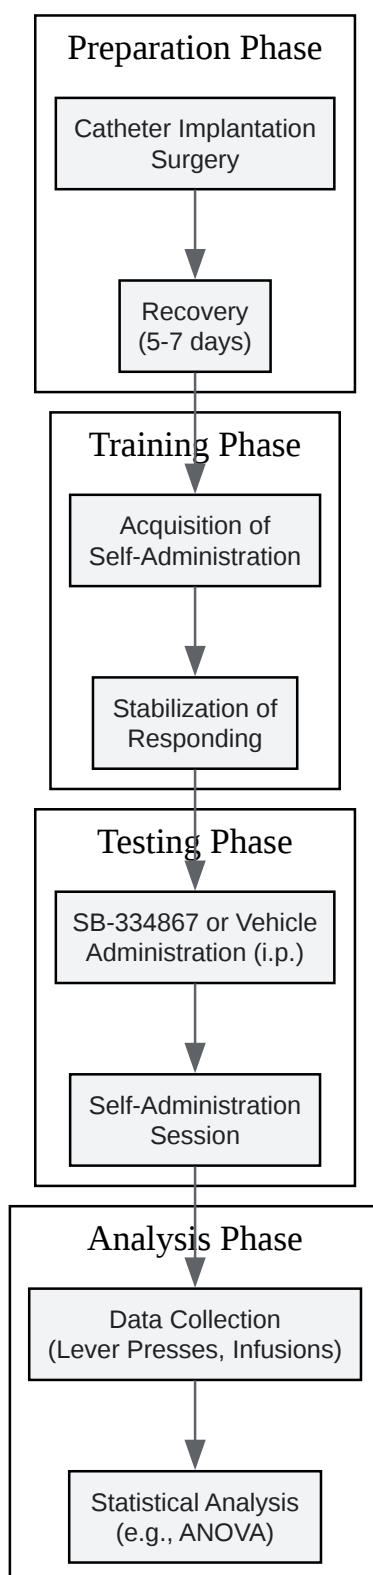 Preparation Phase
Catheter Implantation
Surgery
Recovery
(5-7 days)
Training Phase
Acquisition of
Self-Administration
Stabilization of
Responding
Testing Phase
SB-334867 or Vehicle
Administration (i.p.)
Self-Administration
Session
Analysis Phase
Data Collection
(Lever Presses, Infusions)
Statistical Analysis
(e.g., ANOVA)